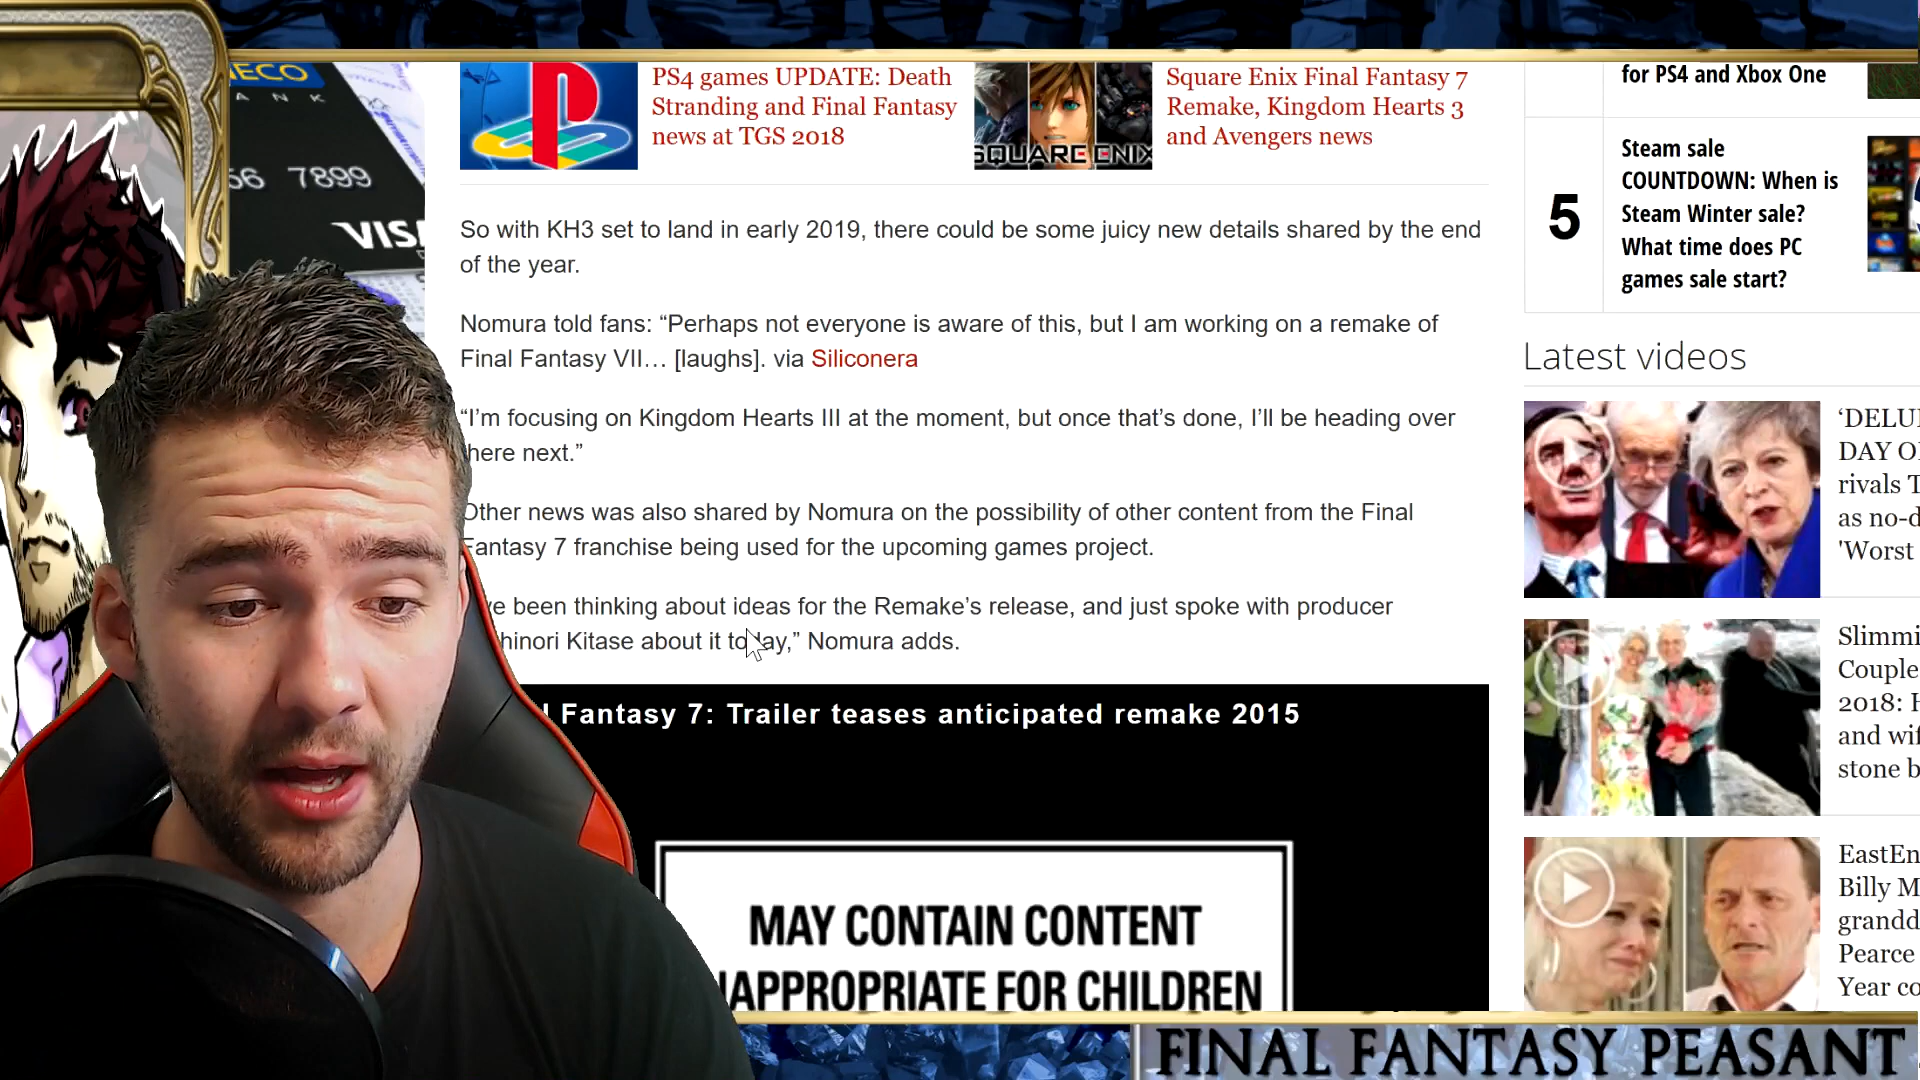 NECO
A N K
56 7899
VISA
PS4 games UPDATE: Death
Stranding and Final Fantasy
news at TGS 2018
SQUARE ENIX
Square Enix Final Fantasy 7
Remake, Kingdom Hearts 3
and Avengers news
So with KH3 set to land in early 2019, there could be some juicy new details shared by the end
of the year.
Nomura told fans: “Perhaps not everyone is aware of this, but I am working on a remake of
Final Fantasy VII… [laughs]. via Siliconera
“I’m focusing on Kingdom Hearts III at the moment, but once that’s done, I’ll be heading over
there next.”
Other news was also shared by Nomura on the possibility of other content from the Final
Fantasy 7 franchise being used for the upcoming games project.
ve been thinking about ideas for the Remake’s release, and just spoke with producer
hinori Kitase about it today,” Nomura adds.
l Fantasy 7: Trailer teases anticipated remake 2015
MAY CONTAIN CONTENT
INAPPROPRIATE FOR CHILDREN
for PS4 and Xbox One
5
Steam sale
COUNTDOWN: When is
Steam Winter sale?
What time does PC
games sale start?
Latest videos
‘DELU
DAY O
rivals T
as no-d
'Worst
Slimmi
Couple
2018: H
and wif
stone b
EastEn
Billy M
grandd
Pearce
Year co
FINAL FANTASY PEASANT